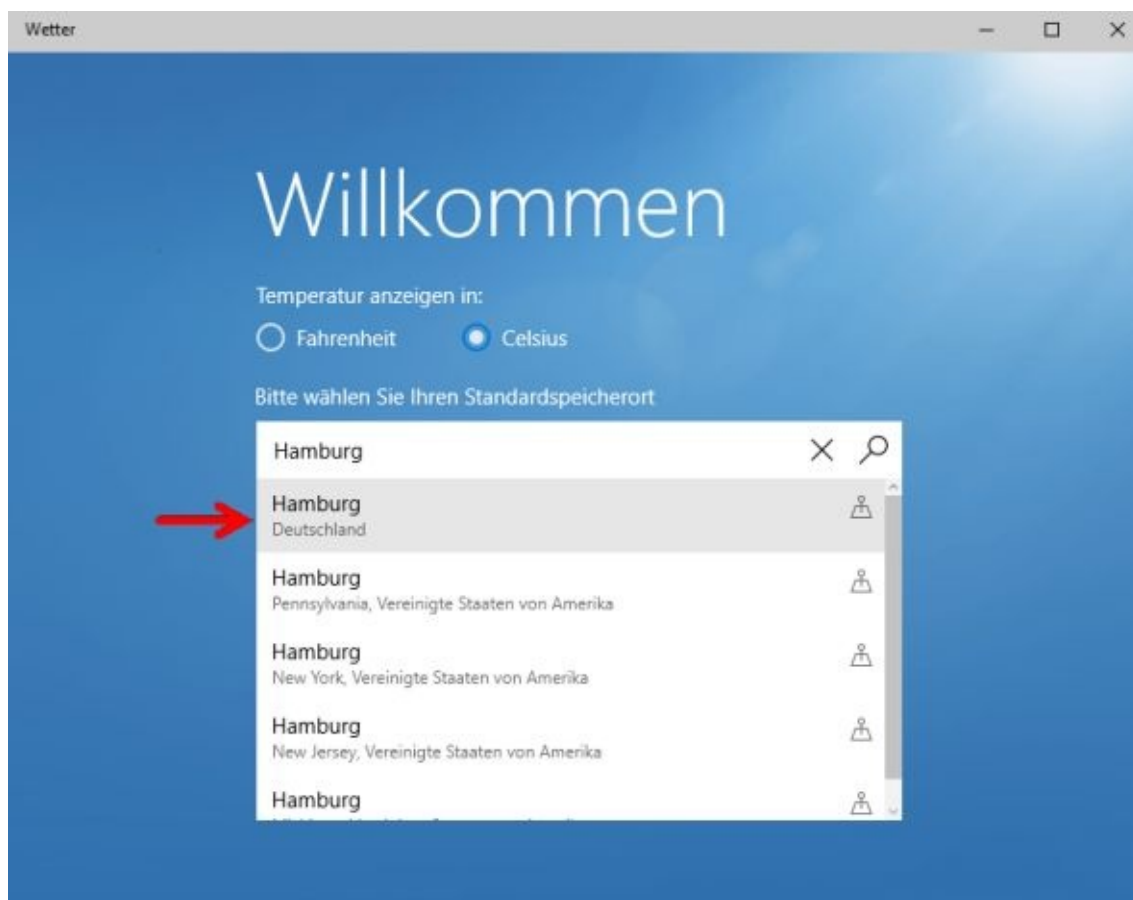 Wetter
Willkommen
Temperatur anzeigen in:
Fahrenheit Celsius
Bitte wählen Sie Ihren Standardspeicherort
Hamburg
Hamburg
Deutschland
Hamburg
Pennsylvania, Vereinigte Staaten von Amerika
Hamburg
New York, Vereinigte Staaten von Amerika
Hamburg
New Jersey, Vereinigte Staaten von Amerika
Hamburg